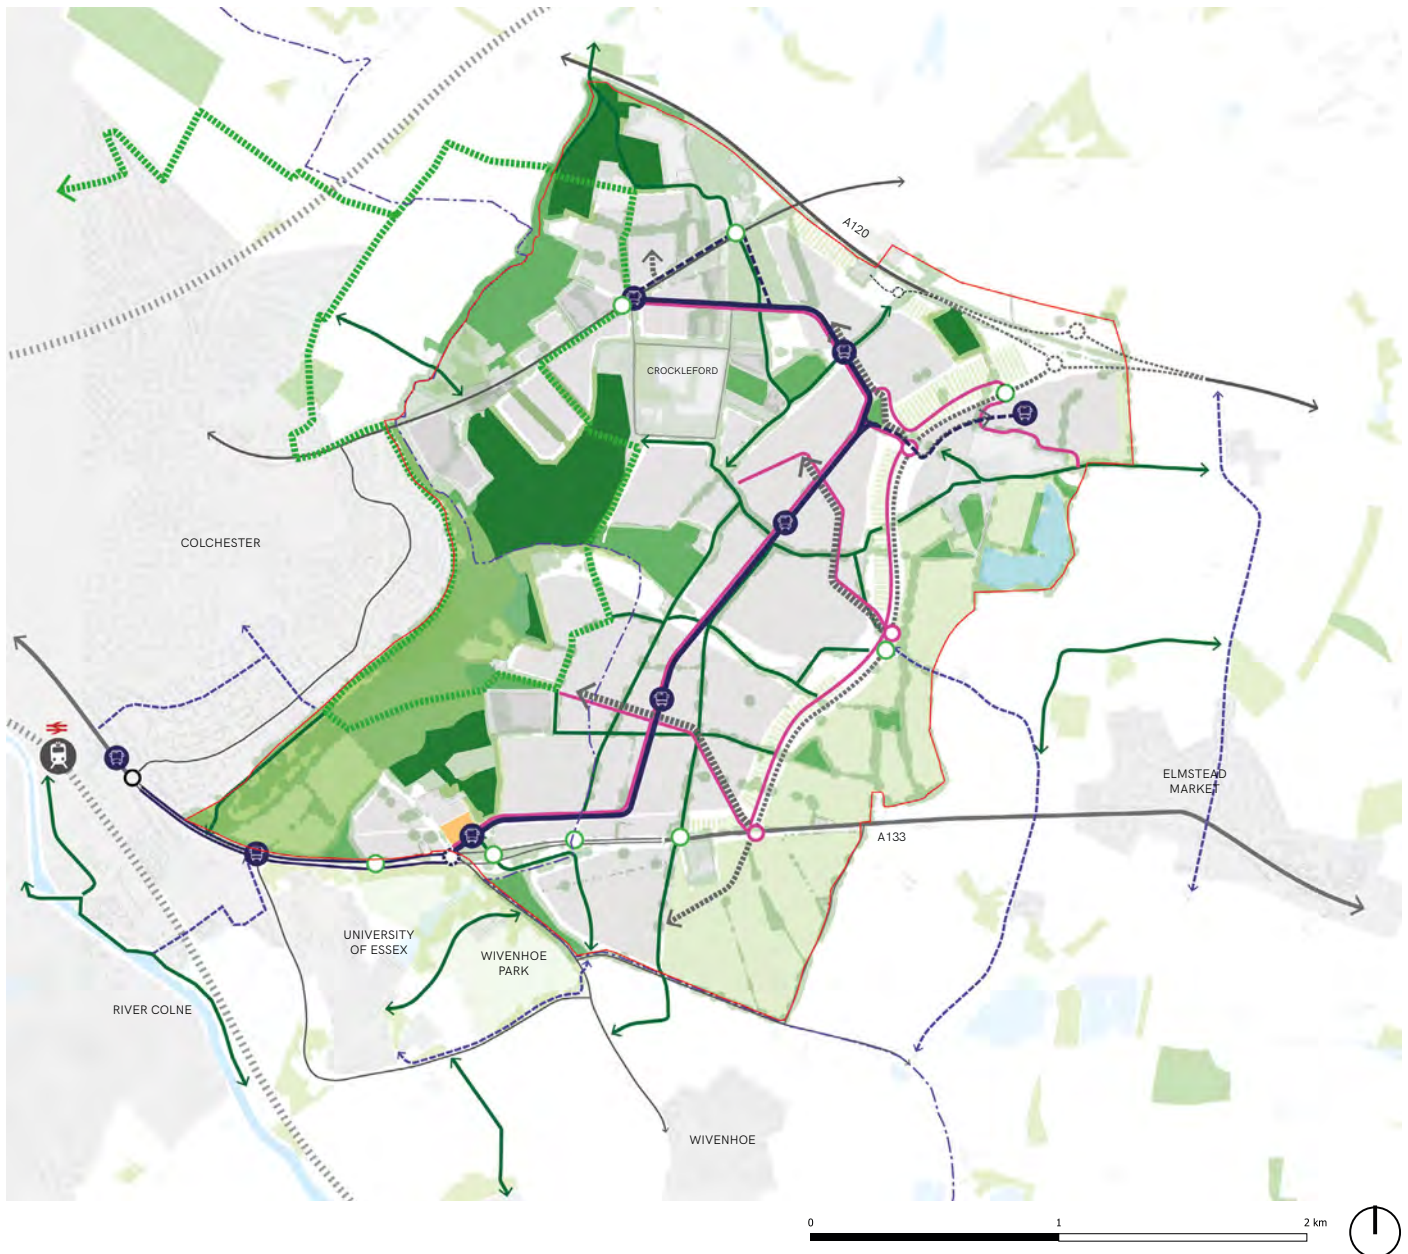 A120
CROCKLEFORD
COLCHESTER
ELMSTEAD
MARKET
A133
UNIVERSITY
OF ESSEX
WIVENHOE
PARK
RIVER COLNE
WIVENHOE
0 1 2 km